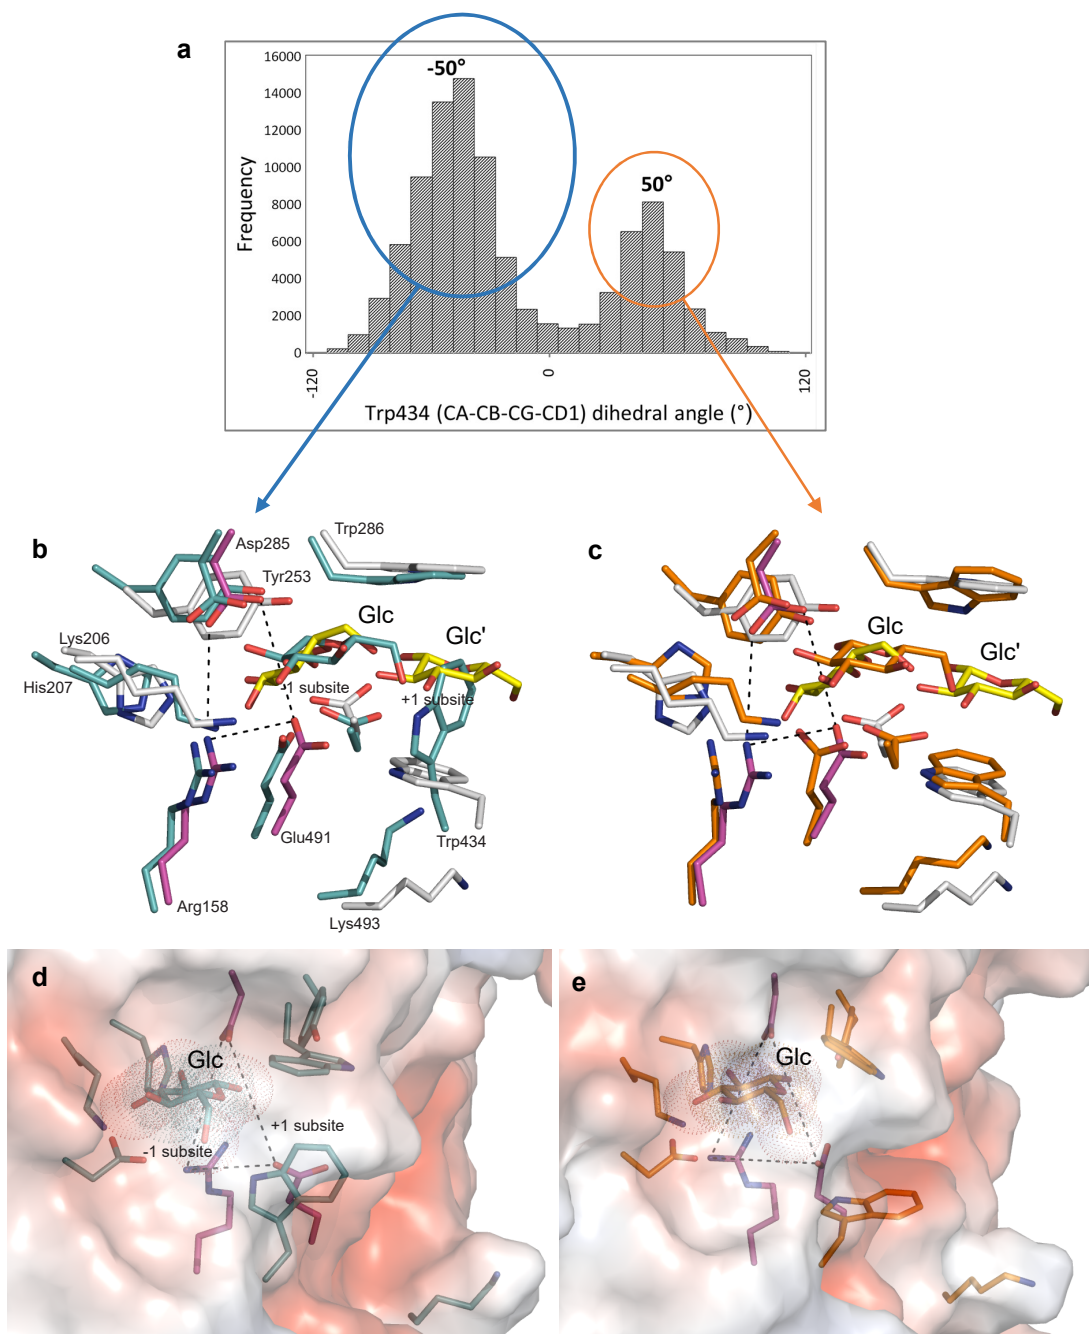 a
16000
14000
12000
10000
8000
6000
4000
2000
0
Frequency
-50°
50°
-120
0
120
Trp434 (CA-CB-CG-CD1) dihedral angle (°)
b
Asp285
Tyr253
Trp286
Lys206
His207
Glc
Glc'
-1 subsite
+1 subsite
Glu491
Trp434
Arg158
Lys493
c
Glc
Glc'
d
Glc
+1 subsite
-1 subsite
e
Glc